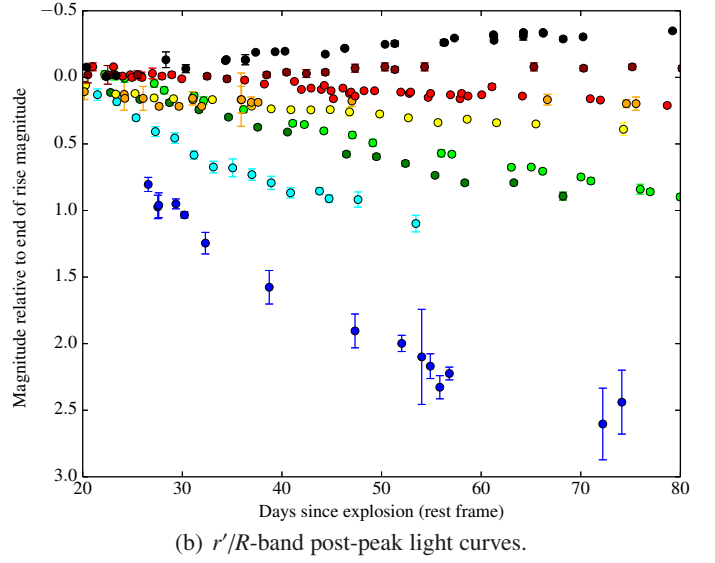 −0.5
0.0
0.5
1.0
1.5
2.0
2.5
3.0
Magnitude relative to end of rise magnitude
20 30 40 50 60 70 80
Days since explosion (rest frame)
(b) r′/R-band post-peak light curves.